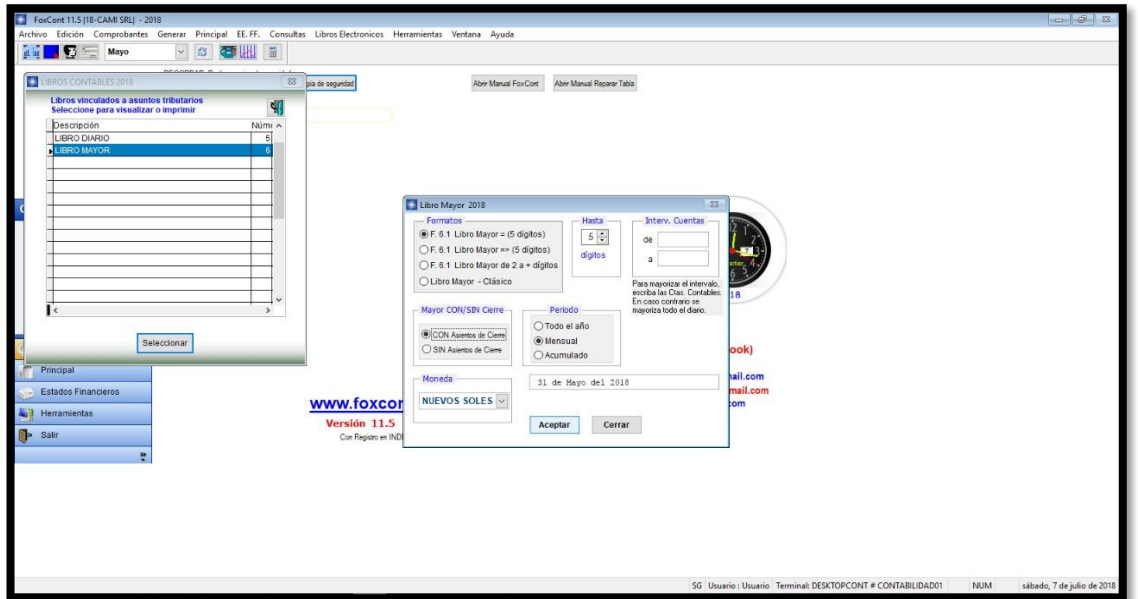 FoxCont 11.5 [18-CAMI SRL] - 2018
Archivo Edición Comprobantes Generar Principal EE. FF. Consultas Libros Electronicos Herramientas Ventana Ayuda
Mayo
pia de seguridad
Abrir Manual FoxCont
Abrir Manual Reparar Tabla
LIBROS CONTABLES 2018
Libros vinculados a asuntos tributarios
Seleccione para visualizar o imprimir
Descripción
LIBRO DIARIO 5
LIBRO MAYOR 6
Seleccionar
Principal
Estados Financieros
Herramientas
Salir
www.foxcor
Versión 11.5
Con Registro en IND
Libro Mayor 2018
Formatos
F. 6.1 Libro Mayor = (5 dígitos)
F. 6.1 Libro Mayor => (5 dígitos)
F. 6.1 Libro Mayor de 2 a + dígitos
Libro Mayor - Clásico
Hasta
5
dígitos
Interv. Cuentas
de
a
Para mayorizar el intervalo,
escriba las Ctas. Contables.
En caso contrario se
mayoriza todo el diario.
Mayor CON/SIN Cierre
CON Asientos de Cierre
SIN Asientos de Cierre
Periodo
Todo el año
Mensual
Acumulado
Moneda
NUEVOS SOLES
31 de Mayo del 2018
Aceptar
Cerrar
18
ook)
ail.com
mail.com
com
SG Usuario : Usuario Terminal: DESKTOPCONT # CONTABILIDAD01 NUM sábado, 7 de julio de 2018